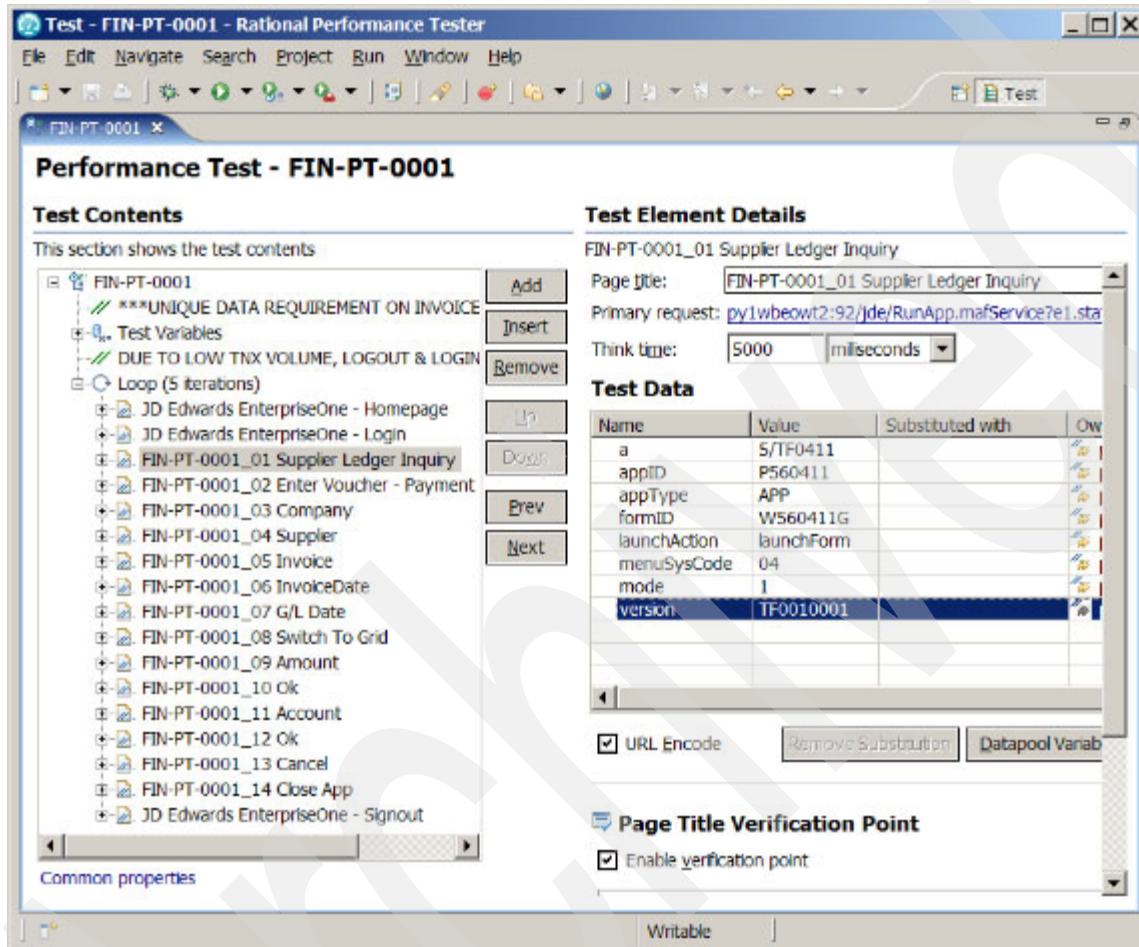 Test - FIN-PT-0001 - Rational Performance Tester
File Edit Navigate Search Project Run Window Help
Test
FIN-PT-0001
Performance Test - FIN-PT-0001
Test Contents
This section shows the test contents
FIN-PT-0001
// ***UNIQUE DATA REQUIREMENT ON INVOICE
Test Variables
// DUE TO LOW TNX VOLUME, LOGOUT & LOGIN
Loop (5 iterations)
JD Edwards EnterpriseOne - Homepage
JD Edwards EnterpriseOne - Login
FIN-PT-0001_01 Supplier Ledger Inquiry
FIN-PT-0001_02 Enter Voucher - Payment
FIN-PT-0001_03 Company
FIN-PT-0001_04 Supplier
FIN-PT-0001_05 Invoice
FIN-PT-0001_06 InvoiceDate
FIN-PT-0001_07 G/L Date
FIN-PT-0001_08 Switch To Grid
FIN-PT-0001_09 Amount
FIN-PT-0001_10 Ok
FIN-PT-0001_11 Account
FIN-PT-0001_12 Ok
FIN-PT-0001_13 Cancel
FIN-PT-0001_14 Close App
JD Edwards EnterpriseOne - Signout
Common properties
Add
Insert
Remove
Up
Down
Prev
Next
Test Element Details
FIN-PT-0001_01 Supplier Ledger Inquiry
Page title: FIN-PT-0001_01 Supplier Ledger Inquiry
Primary request: py1wbeowt2:92/jde/RunApp.mafService?e1.sta
Think time: 5000 miliseconds
Test Data
Name Value Substituted with Ow
a S/TF0411
appID P560411
appType APP
formID W560411G
launchAction launchForm
menuSysCode 04
mode 1
version TF0010001
URL Encode Remove Substitution Datapool Variab
Page Title Verification Point
Enable verification point
Writable